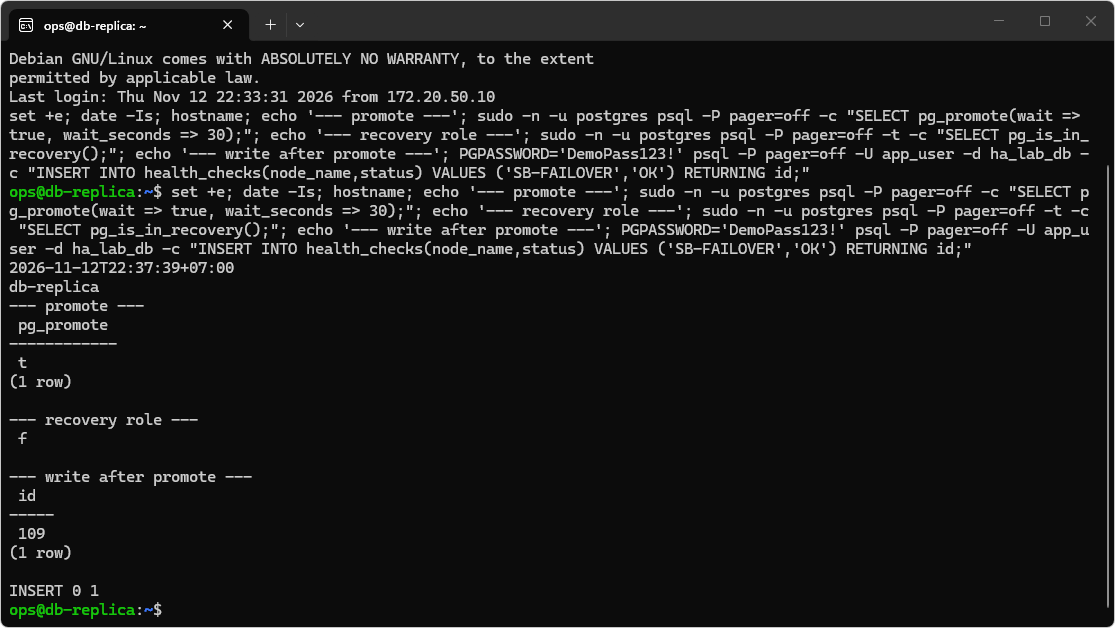 ops@db-replica: ~
Debian GNU/Linux comes with ABSOLUTELY NO WARRANTY, to the extent
permitted by applicable law.
Last login: Thu Nov 12 22:33:31 2026 from 172.20.50.10
set +e; date -Is; hostname; echo '--- promote ---'; sudo -n -u postgres psql -P pager=off -c "SELECT pg_promote(wait =>
true, wait_seconds => 30);"; echo '--- recovery role ---'; sudo -n -u postgres psql -P pager=off -t -c "SELECT pg_is_in_
recovery();"; echo '--- write after promote ---'; PGPASSWORD='DemoPass123!' psql -P pager=off -U app_user -d ha_lab_db -
c "INSERT INTO health_checks(node_name,status) VALUES ('SB-FAILOVER','OK') RETURNING id;"
ops@db-replica:~$ set +e; date -Is; hostname; echo '--- promote ---'; sudo -n -u postgres psql -P pager=off -c "SELECT p
g_promote(wait => true, wait_seconds => 30);"; echo '--- recovery role ---'; sudo -n -u postgres psql -P pager=off -t -c
 "SELECT pg_is_in_recovery();"; echo '--- write after promote ---'; PGPASSWORD='DemoPass123!' psql -P pager=off -U app_u
ser -d ha_lab_db -c "INSERT INTO health_checks(node_name,status) VALUES ('SB-FAILOVER','OK') RETURNING id;"
2026-11-12T22:37:39+07:00
db-replica
--- promote ---
 pg_promote
------------
 t
(1 row)

--- recovery role ---
 f

--- write after promote ---
 id
-----
 109
(1 row)

INSERT 0 1
ops@db-replica:~$